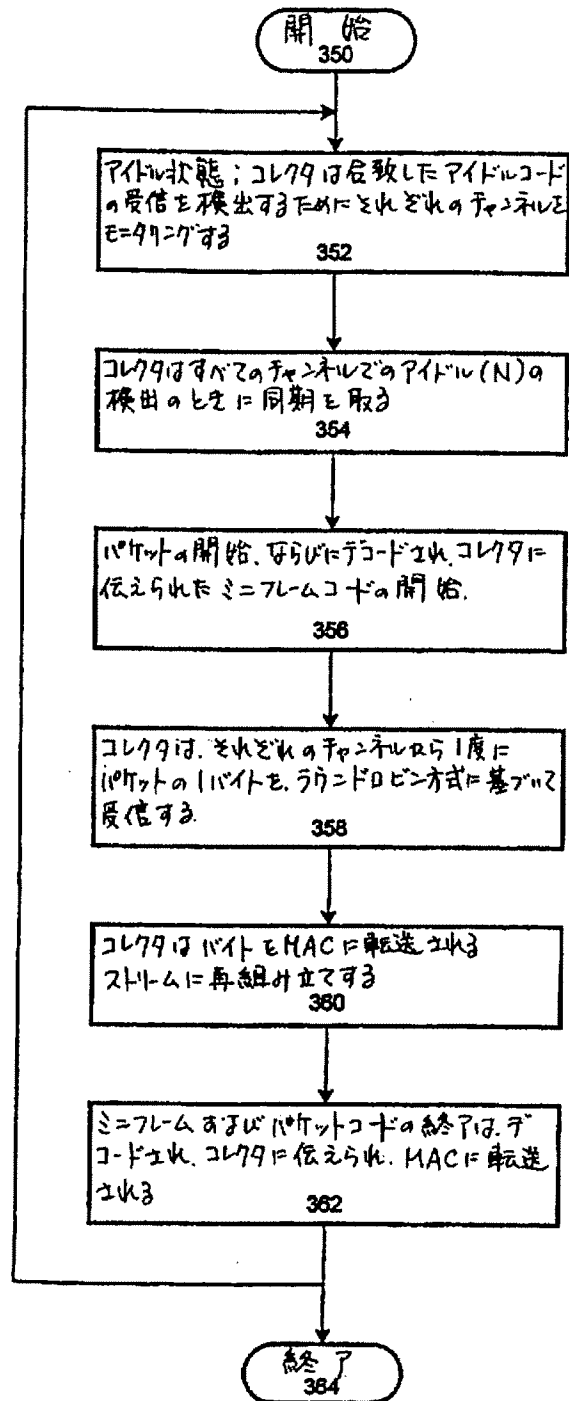 開始
350
アイドル状態；コレクタは合致したアイドルコード
の受信を検出するためにそれぞれのチャンネルを
モニタリングする
352
コレクタはすべてのチャンネルでのアイドル(N)の
検出のときに同期を取る
354
パケットの開始、ならびにデコードされ、コレクタに
伝えられたミニフレームコードの開始.
356
コレクタは、それぞれのチャンネルから1度に
パケットの1バイトを、ラウンドロビン方式に基づいて
受信する.
358
コレクタはバイトをMACに転送される
ストリームに再組み立てする
360
ミニフレームおよびパケットコードの終了は、デ
コードされ、コレクタに伝えられ、MACに転送
される
362
終了
364